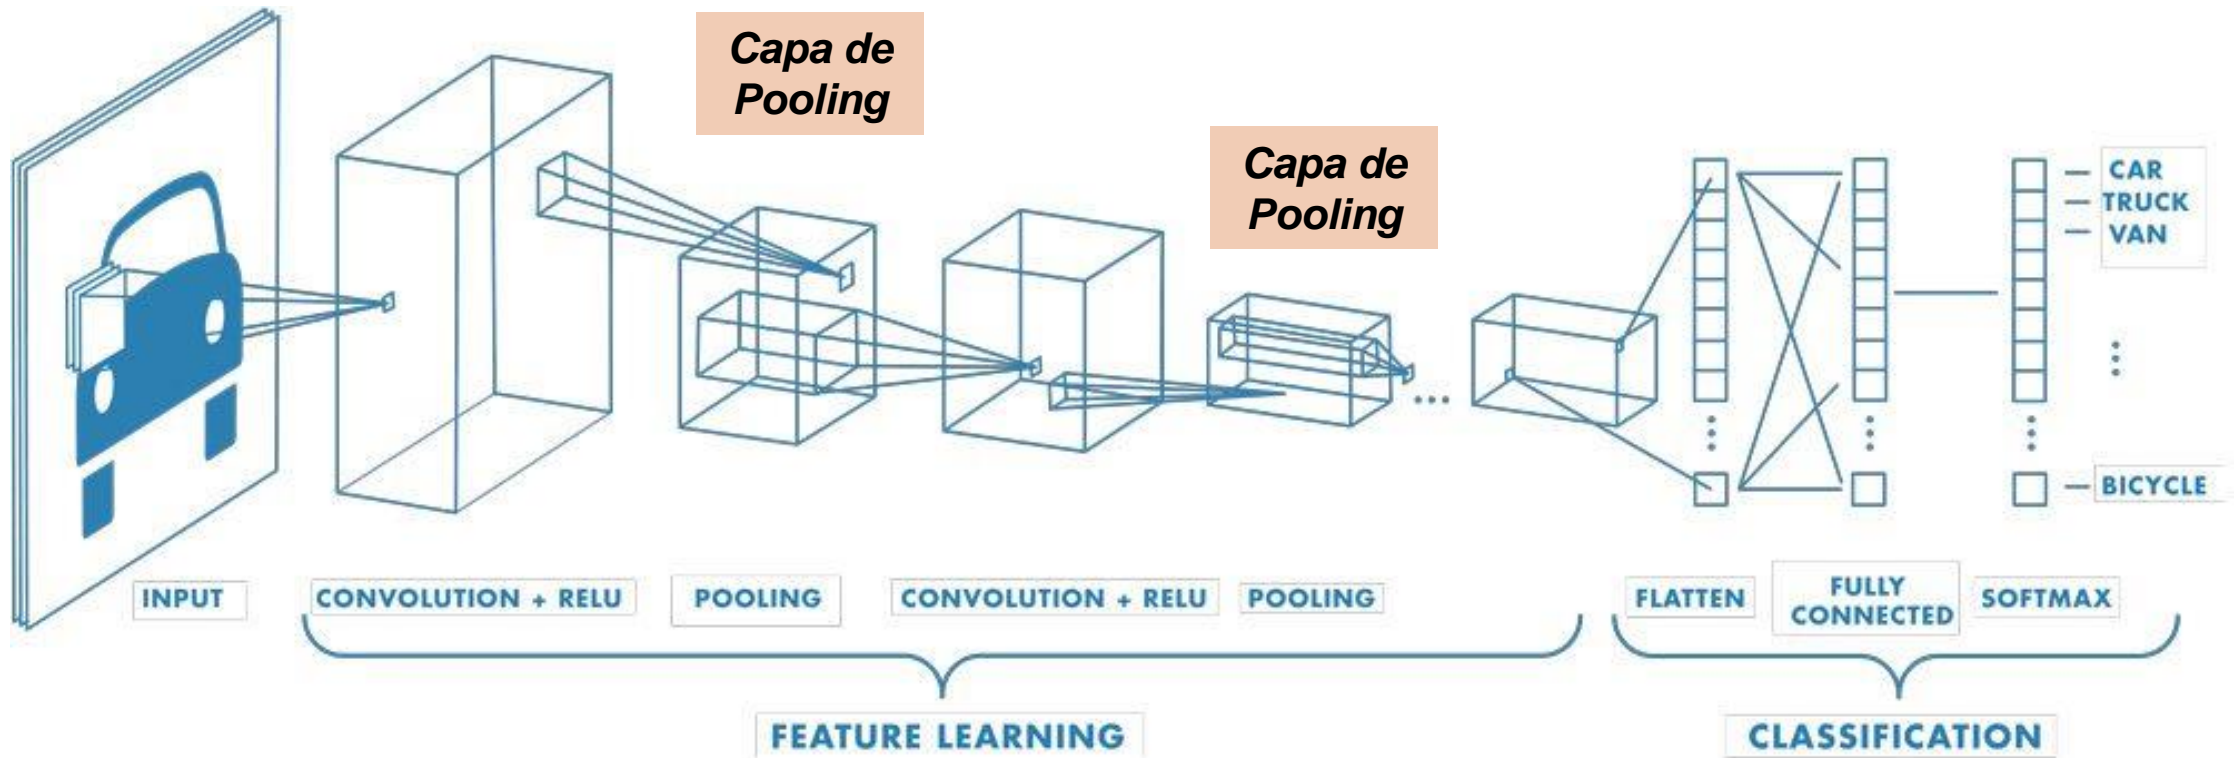 Capa de
Pooling
Capa de
Pooling
CAR
TRUCK
VAN
BICYCLE
INPUT
CONVOLUTION + RELU
POOLING
CONVOLUTION + RELU
POOLING
FLATTEN
FULLY
CONNECTED
SOFTMAX
FEATURE LEARNING
CLASSIFICATION